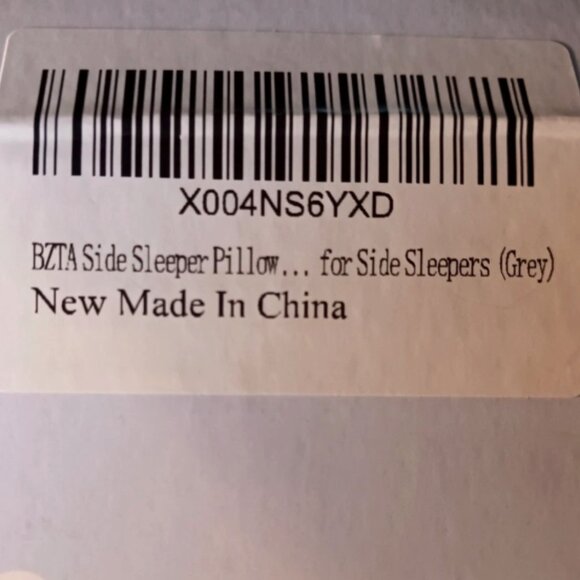 X004NS6YXD
BZTA Side Sleeper Pillow... for Side Sleepers (Grey)
New Made In China